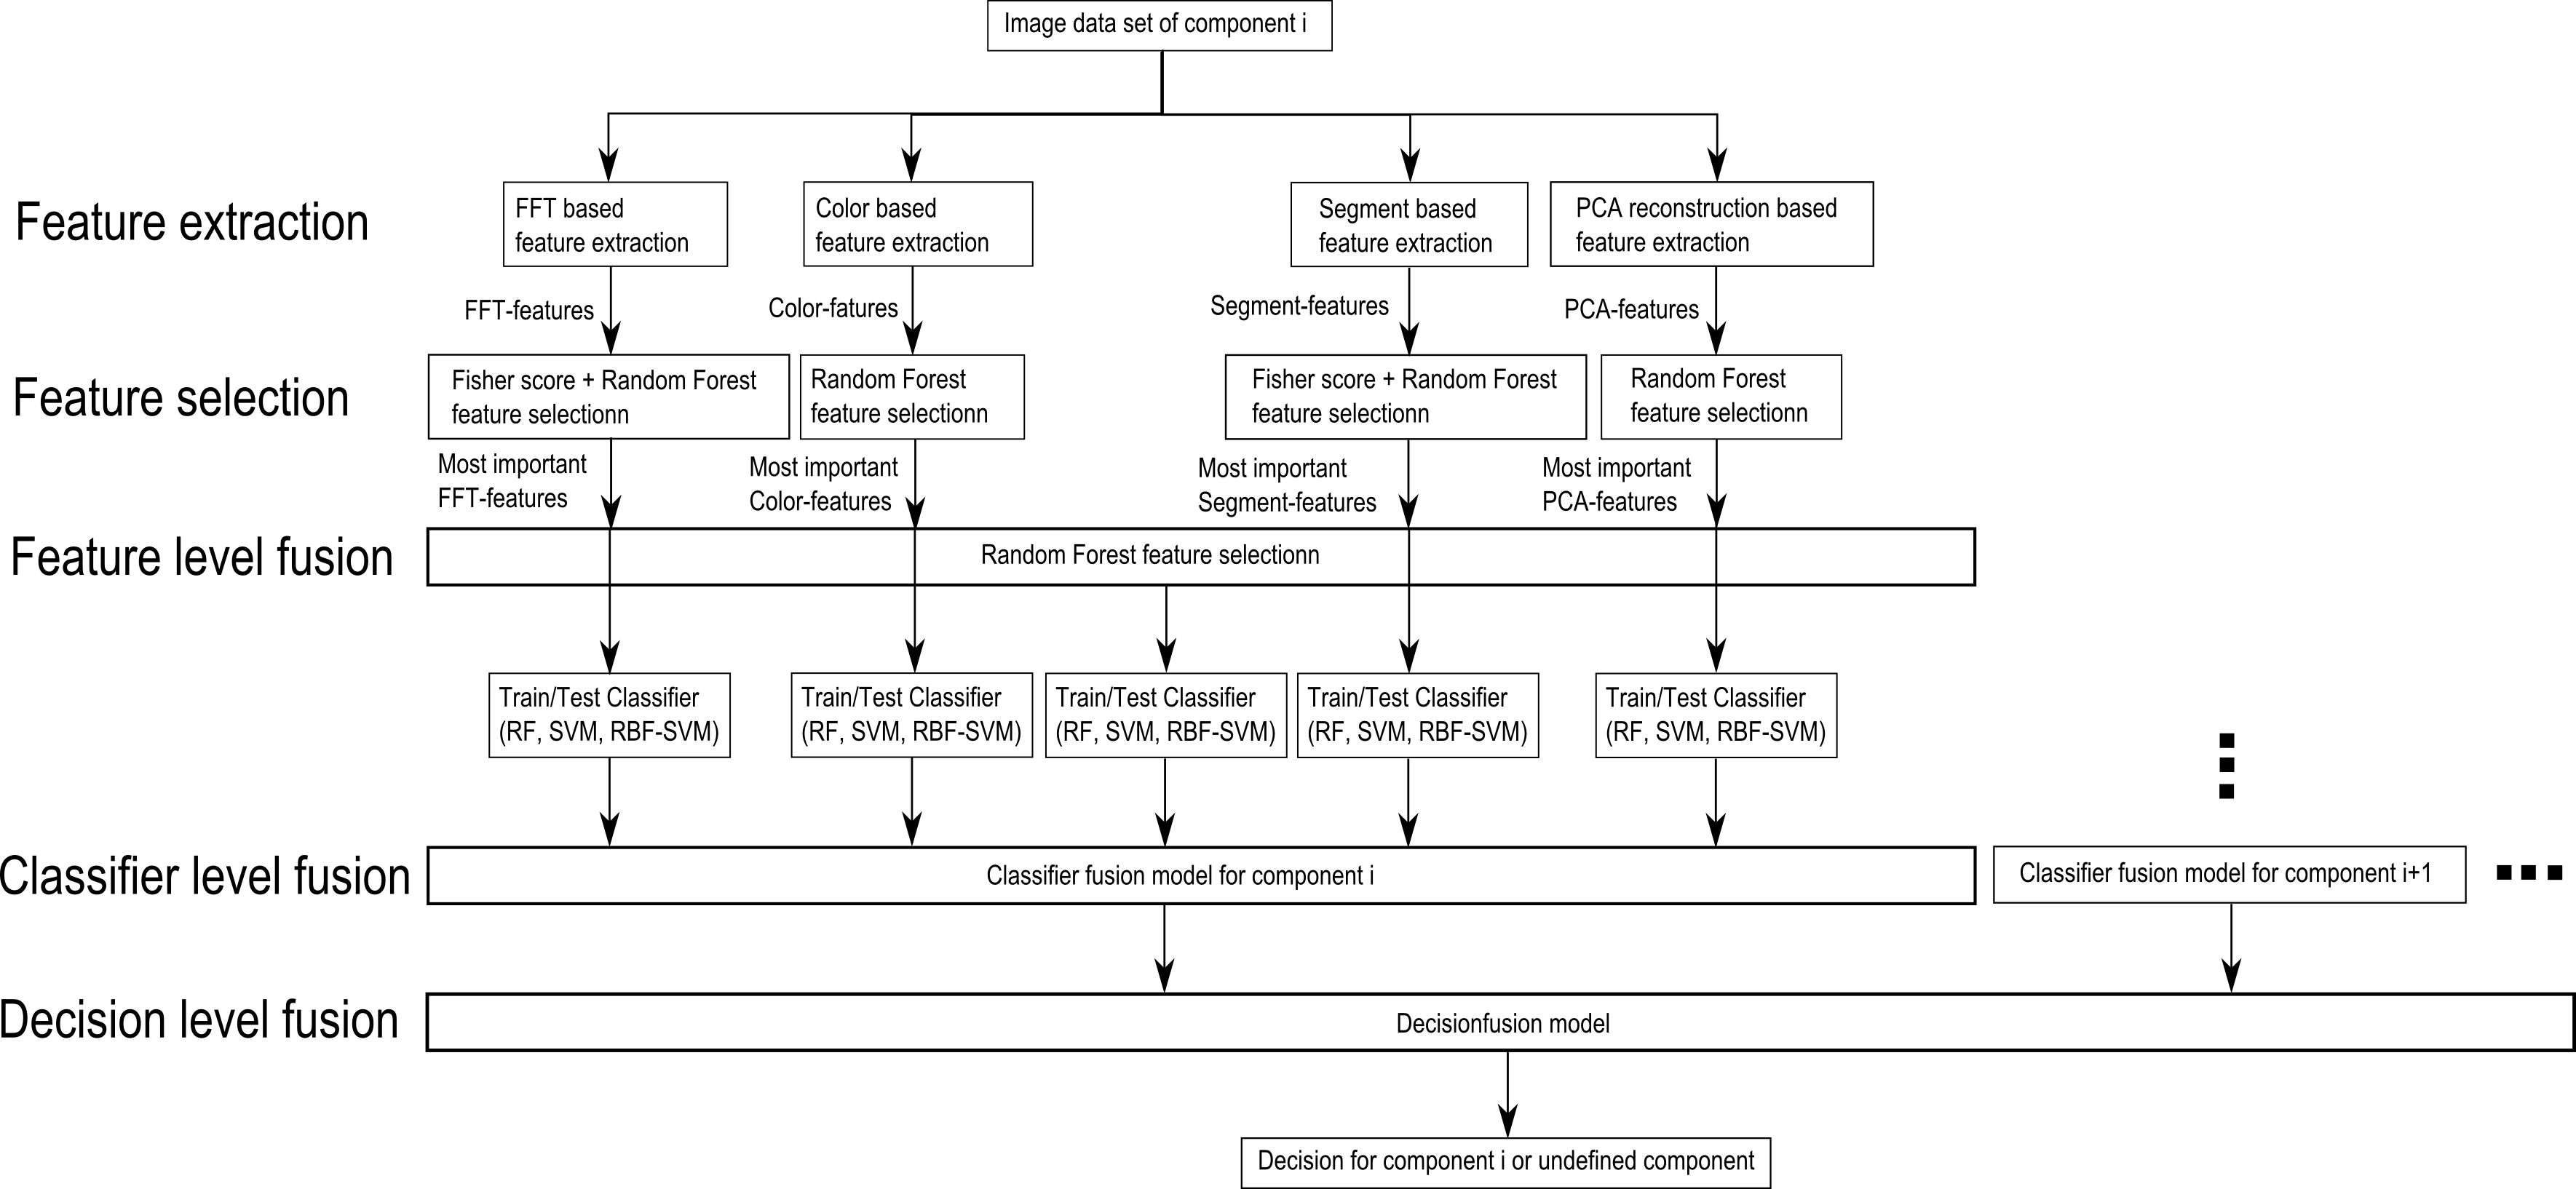 Image data set of component i
Feature extraction
FFT based
feature extraction
Color based
feature extraction
Segment based
feature extraction
PCA reconstruction based
feature extraction
FFT-features
Color-fatures
Segment-features
PCA-features
Feature selection
Fisher score + Random Forest
feature selectionn
Random Forest
feature selectionn
Fisher score + Random Forest
feature selectionn
Random Forest
feature selectionn
Most important
FFT-features
Most important
Color-features
Most important
Segment-features
Most important
PCA-features
Feature level fusion
Random Forest feature selectionn
Train/Test Classifier
(RF, SVM, RBF-SVM)
Train/Test Classifier
(RF, SVM, RBF-SVM)
Train/Test Classifier
(RF, SVM, RBF-SVM)
Train/Test Classifier
(RF, SVM, RBF-SVM)
Train/Test Classifier
(RF, SVM, RBF-SVM)
Classifier level fusion
Classifier fusion model for component i
Classifier fusion model for component i+1
Decision level fusion
Decisionfusion model
Decision for component i or undefined component